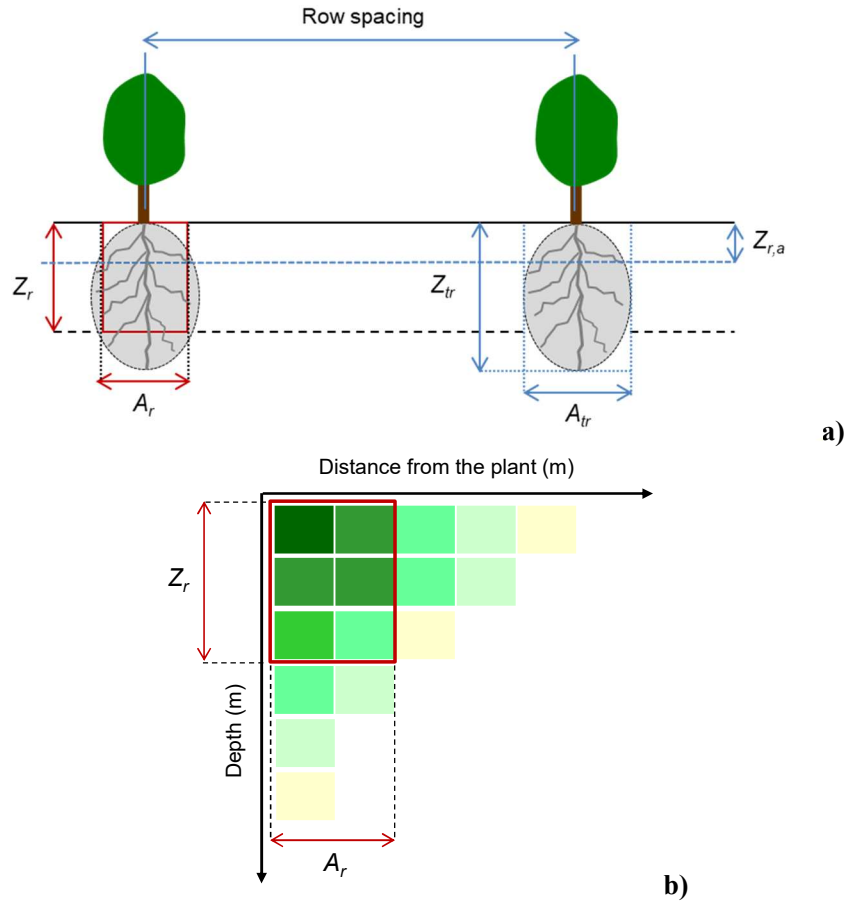 Row spacing
Zr,a
Zr
Ztr
Ar
Atr
a)
Distance from the plant (m)
Zr
Depth (m)
Ar
b)